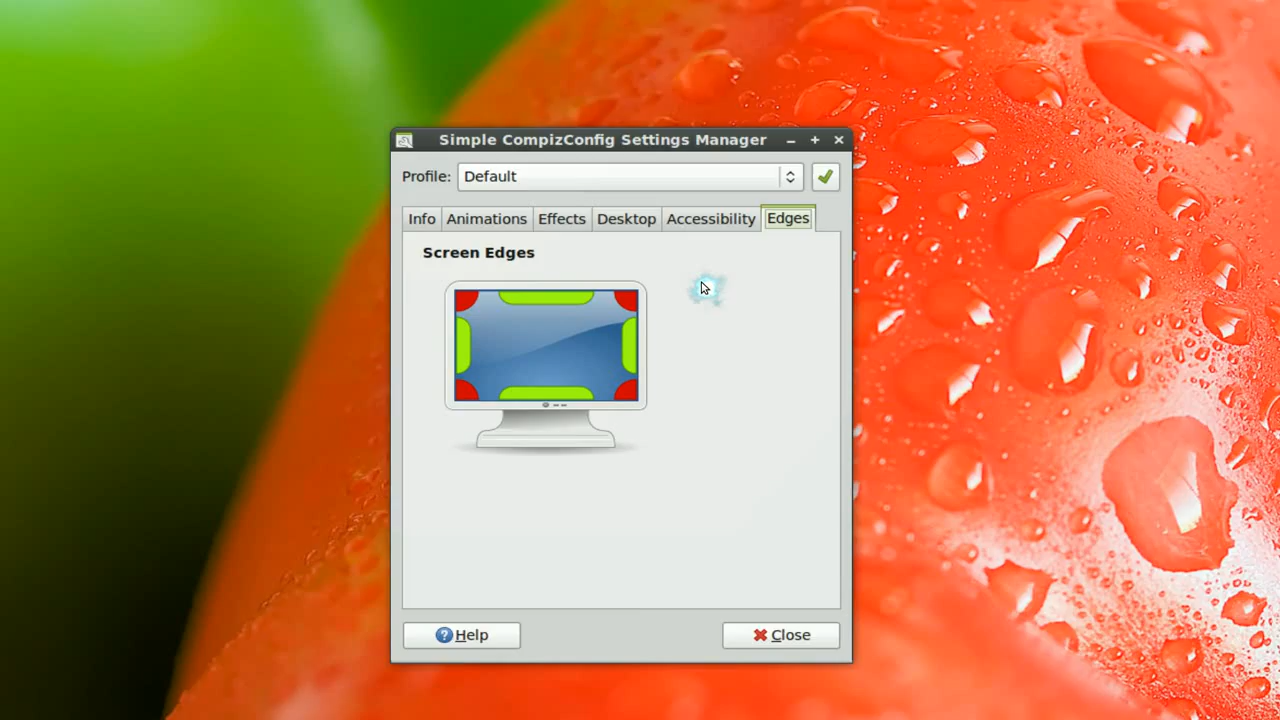 Simple CompizConfig Settings Manager
Profile: Default
Info Animations Effects Desktop Accessibility Edges
Screen Edges
Help Close